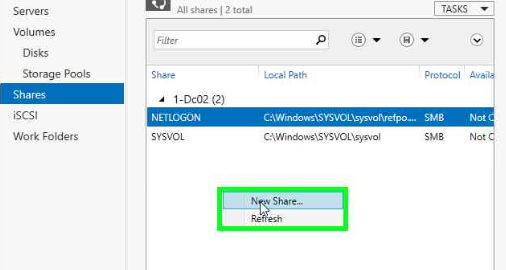 Servers
Volumes
Disks
Storage Pools
Shares
iSCSI
Work Folders
All shares | 2 total
TASKS
Filter
Share Local Path Protocol Availa
1-Dc02 (2)
NETLOGON C:\Windows\SYSVOL\sysvol\refpo.... SMB Not C
SYSVOL C:\Windows\SYSVOL\sysvol SMB Not C
New Share...
Refresh